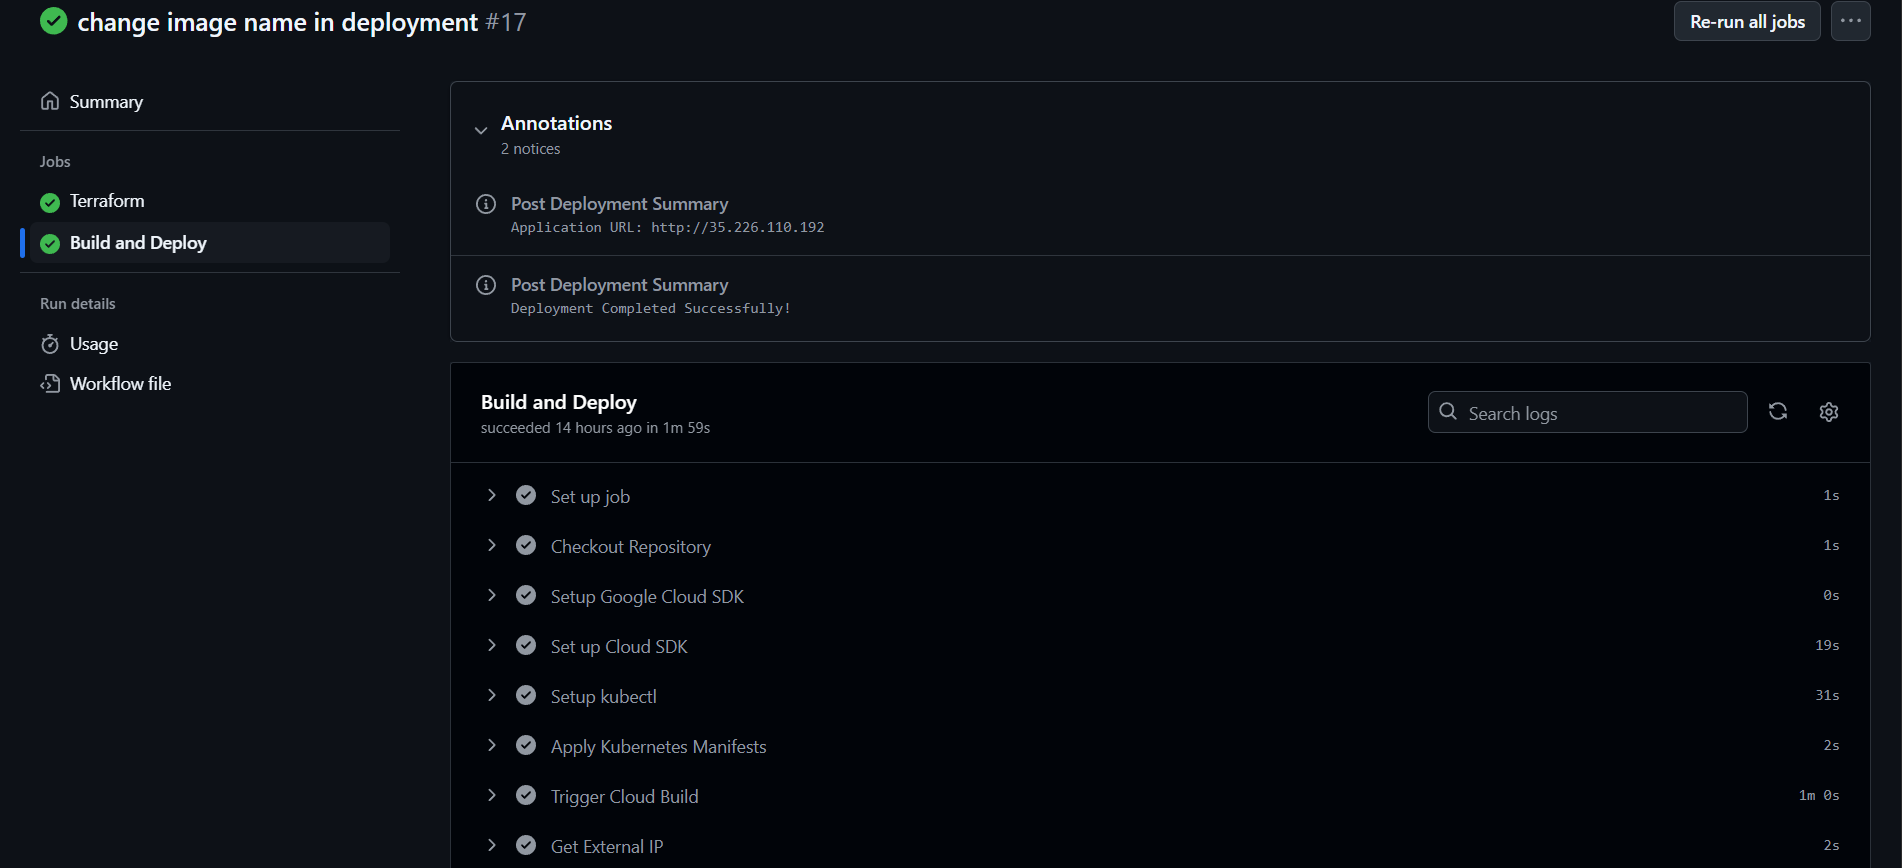 change image name in deployment #17
Re-run all jobs
Summary
Jobs
Terraform
Build and Deploy
Run details
Usage
Workflow file
Annotations
2 notices
Post Deployment Summary
Application URL: http://35.226.110.192
Post Deployment Summary
Deployment Completed Successfully!
Build and Deploy
succeeded 14 hours ago in 1m 59s
Search logs
Set up job 1s
Checkout Repository 1s
Setup Google Cloud SDK 0s
Set up Cloud SDK 19s
Setup kubectl 31s
Apply Kubernetes Manifests 2s
Trigger Cloud Build 1m 0s
Get External IP 2s